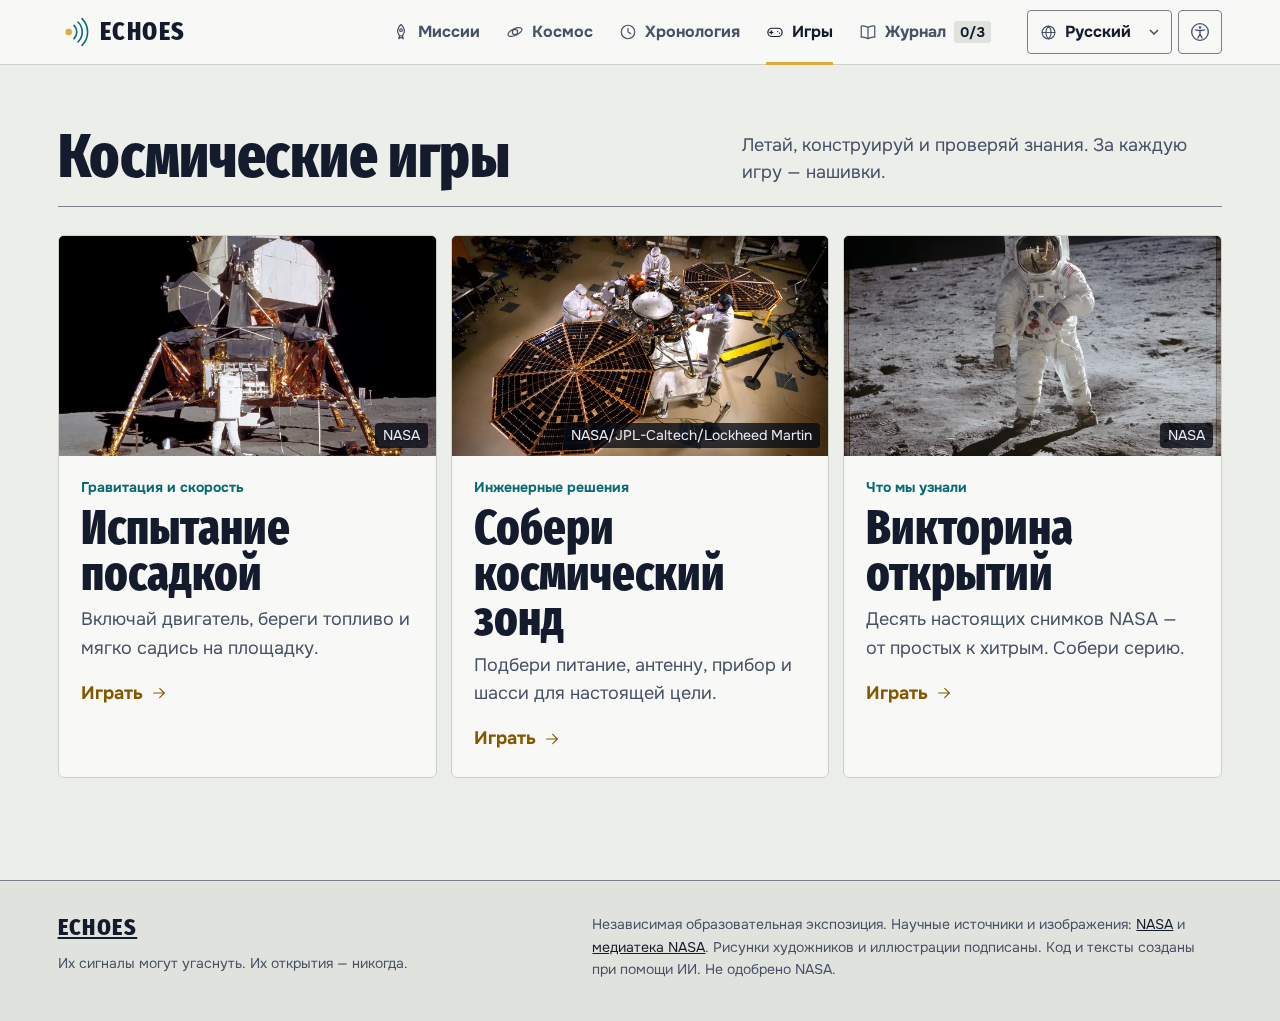 ECHOES
Миссии
Космос
Хронология
Игры
Журнал 0/3
Русский
Космические игры
Летай, конструируй и проверяй знания. За каждую
игру — нашивки.
NASA
NASA/JPL-Caltech/Lockheed Martin
NASA
Гравитация и скорость
Испытание
посадкой
Включай двигатель, береги топливо и
мягко садись на площадку.
Играть →
Инженерные решения
Собери
космический
зонд
Подбери питание, антенну, прибор и
шасси для настоящей цели.
Играть →
Что мы узнали
Викторина
открытий
Десять настоящих снимков NASA —
от простых к хитрым. Собери серию.
Играть →
ECHOES
Их сигналы могут угаснуть. Их открытия — никогда.
Независимая образовательная экспозиция. Научные источники и изображения: NASA и
медиатека NASA. Рисунки художников и иллюстрации подписаны. Код и тексты созданы
при помощи ИИ. Не одобрено NASA.